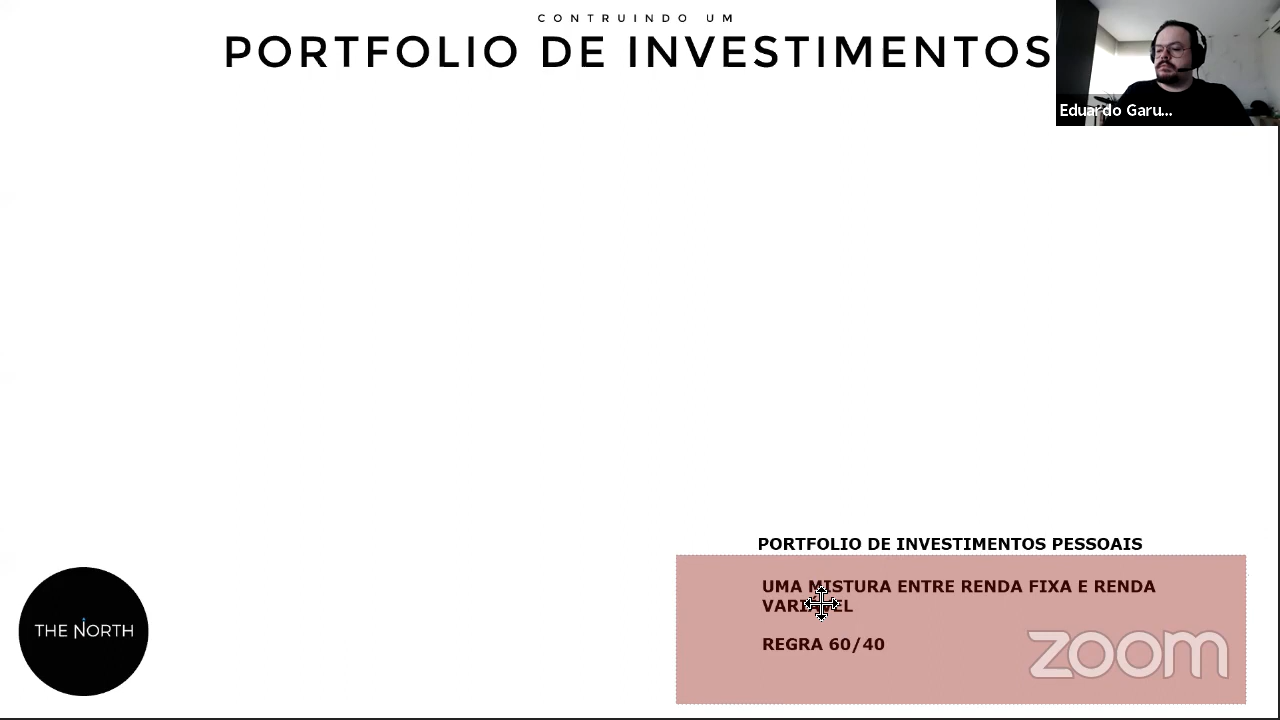 CONTRUINDO UM
PORTFOLIO DE INVESTIMENTOS
Eduardo Garu...
PORTFOLIO DE INVESTIMENTOS PESSOAIS
UMA MISTURA ENTRE RENDA FIXA E RENDA
VARIÁVEL
REGRA 60/40
THE NORTH
zoom